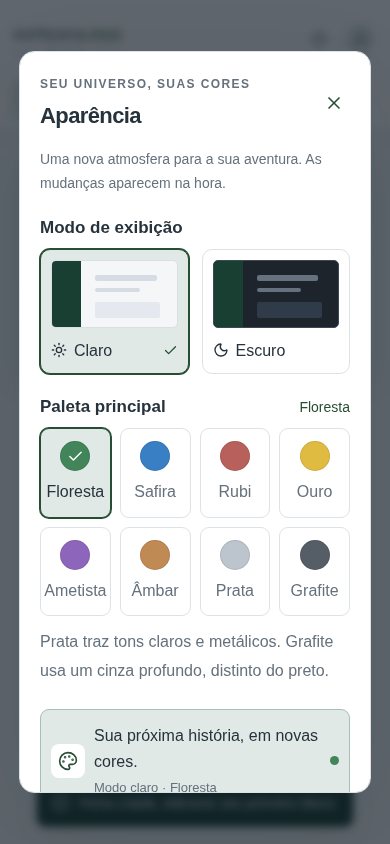 SEU UNIVERSO, SUAS CORES
Aparência
Uma nova atmosfera para a sua aventura. As
mudanças aparecem na hora.
Modo de exibição
Claro
Escuro
Paleta principal
Floresta
Floresta
Safira
Rubi
Ouro
Ametista
Âmbar
Prata
Grafite
Prata traz tons claros e metálicos. Grafite
usa um cinza profundo, distinto do preto.
Sua próxima história, em novas
cores.
Modo claro · Floresta